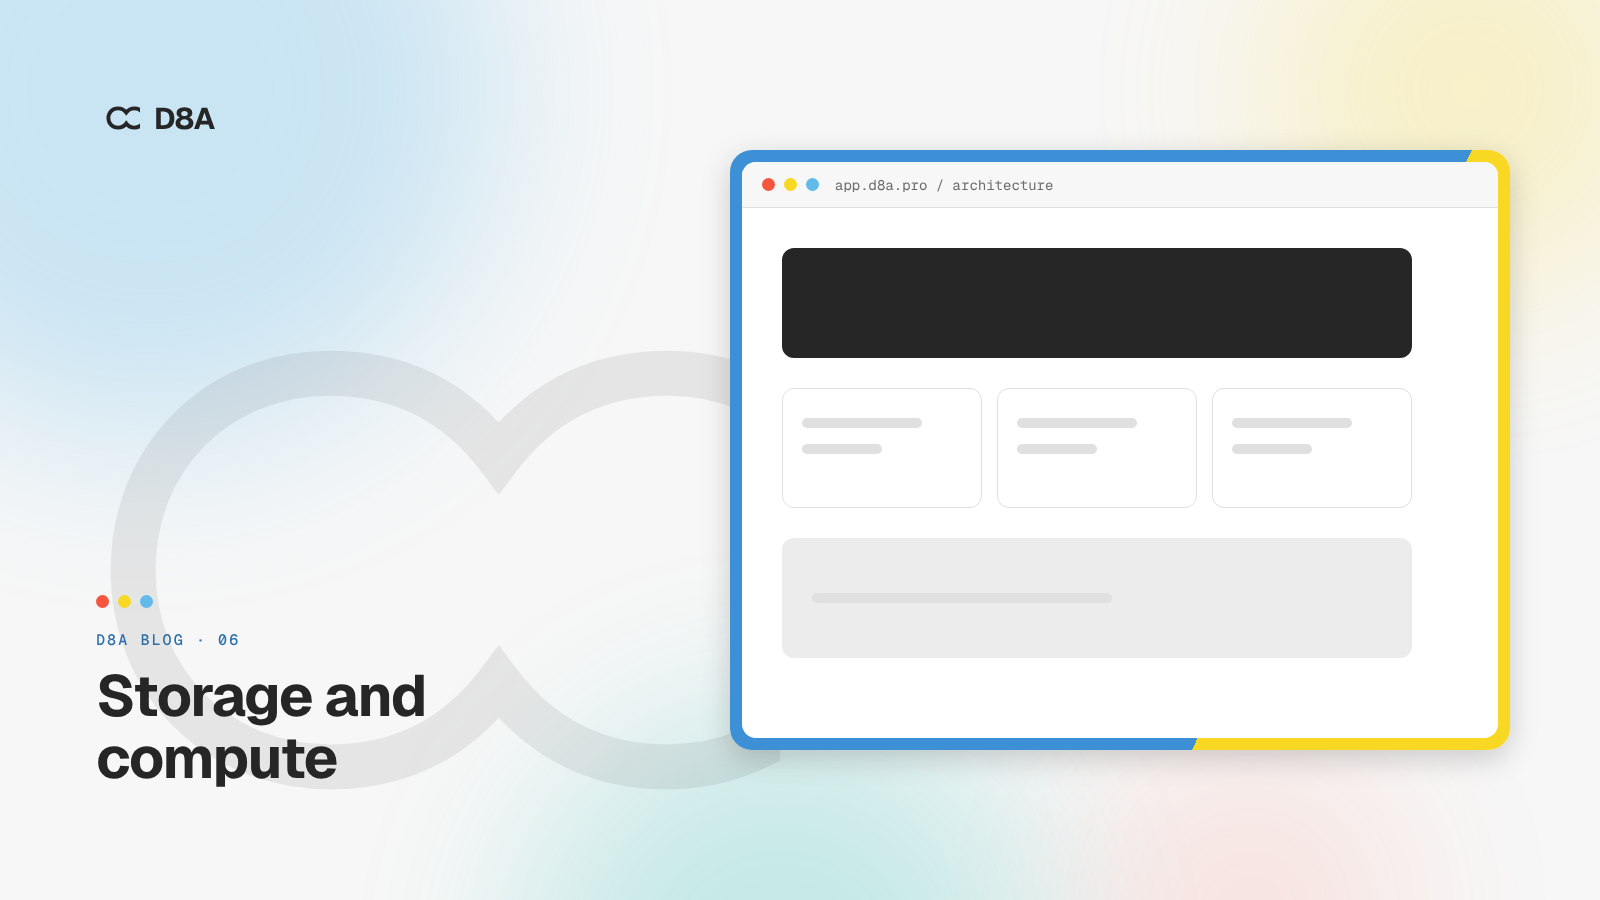 D8A
app.d8a.pro / architecture
D8A BLOG · 06
Storage and
compute